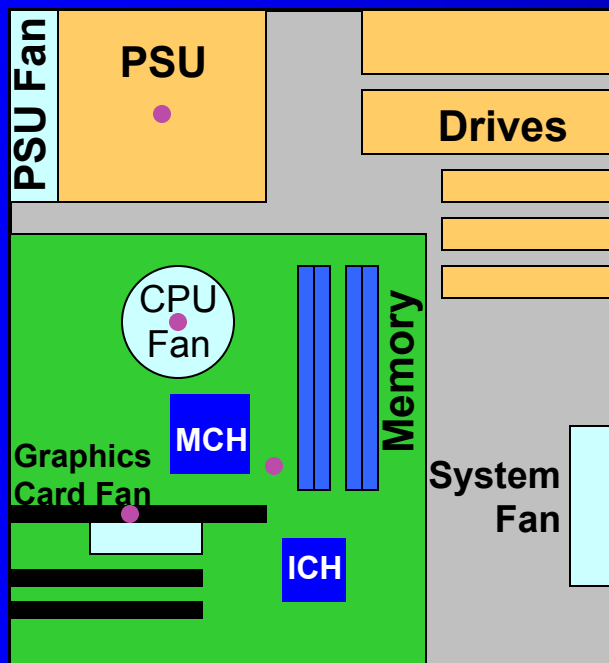 PSU Fan
PSU
Drives
CPU
Fan
Memory
MCH
Graphics
Card Fan
System
Fan
ICH